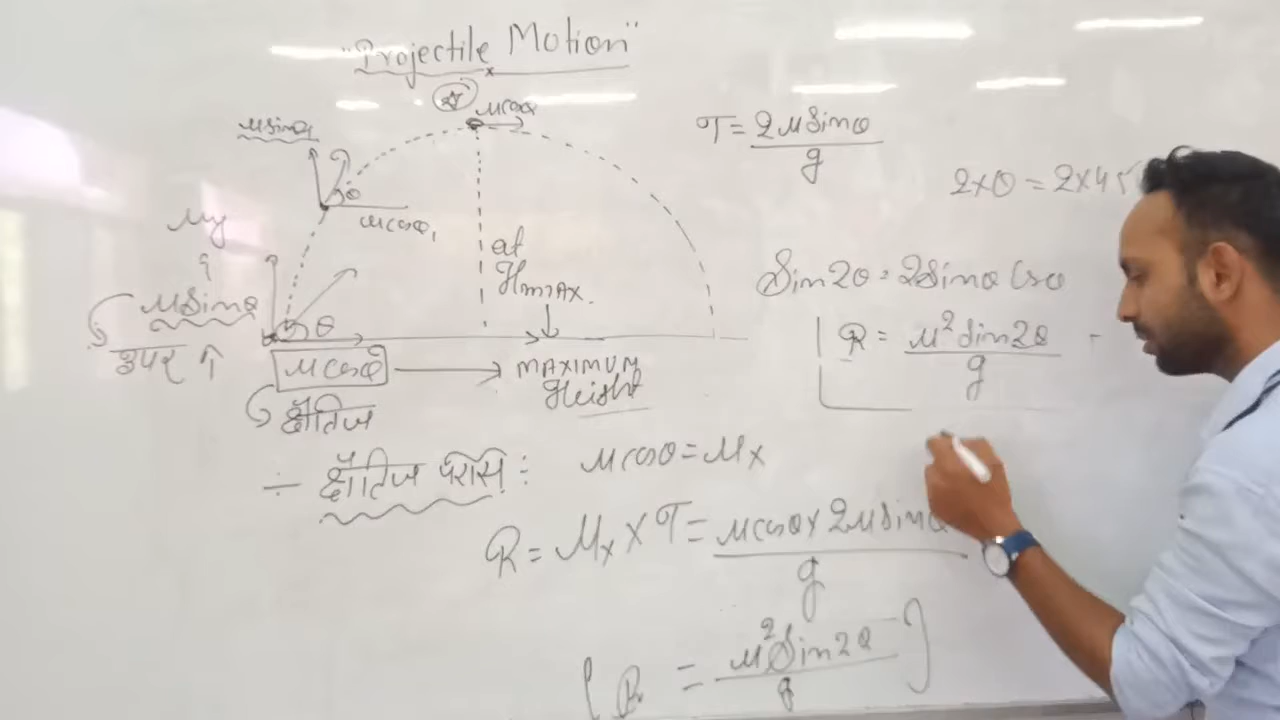 "Projectile Motion"
ucosθ
usinθ
θ
ucosθ,
T = 2usinθ
g
2×θ = 2×45
uy
at
Hmax.
usinθ
θ
उपर ↑
ucosθ → MAXIMUM
Height
क्षैतिज
Sin2θ = 2Sinθ Cosθ
R = u²Sin2θ
g
÷ क्षैतिज परास : ucosθ = ux
R = ux × T = ucosθ × 2uSinθ
g
R = u²Sin2θ
g